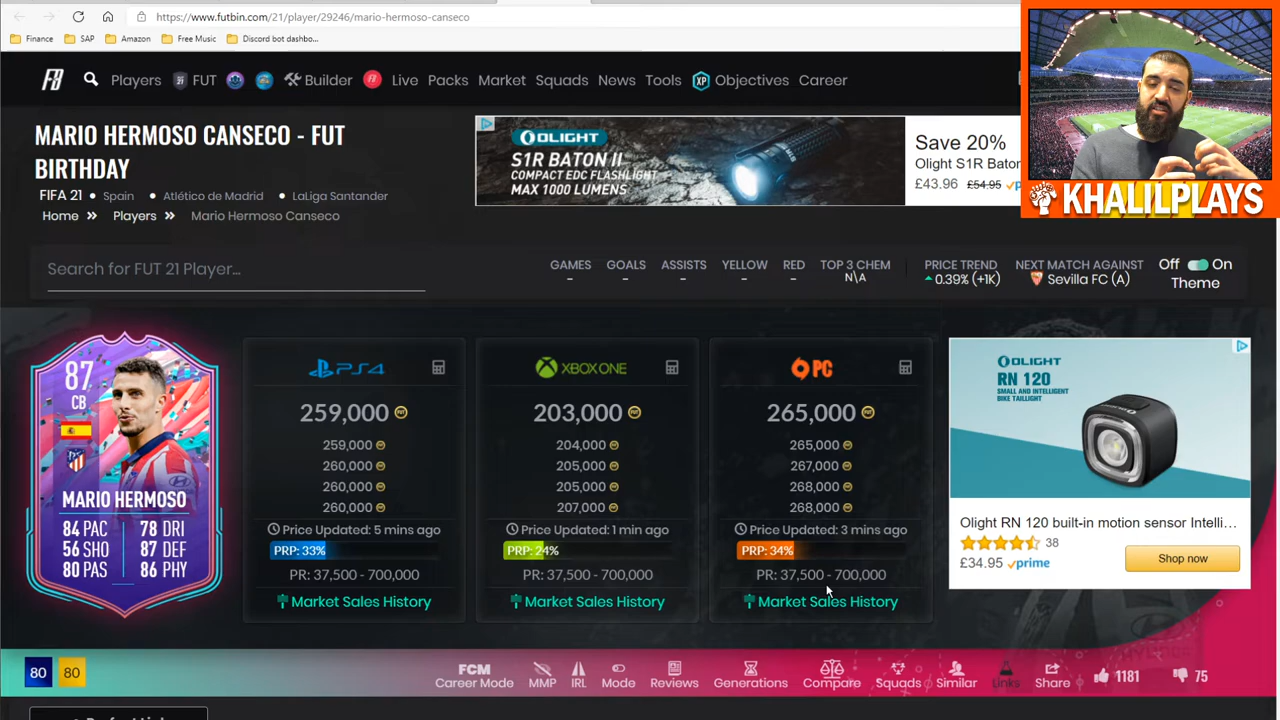 https://www.futbin.com/21/player/29246/mario-hermoso-canseco
Finance SAP Amazon Free Music Discord bot dashbo...
F8 Players FUT Builder Live Packs Market Squads News Tools XP Objectives Career
MARIO HERMOSO CANSECO - FUT
BIRTHDAY
FIFA 21 • Spain • Atlético de Madrid • LaLiga Santander
Home » Players » Mario Hermoso Canseco
OLIGHT
S1R BATON II
COMPACT EDC FLASHLIGHT
MAX 1000 LUMENS
Save 20%
Olight S1R Baton
£43.96 £54.95
KHALILPLAYS
Search for FUT 21 Player...
GAMES GOALS ASSISTS YELLOW RED TOP 3 CHEM PRICE TREND NEXT MATCH AGAINST Off On
- - - - - N\A 0.39% (+1K) Sevilla FC (A) Theme
87
CB
MARIO HERMOSO
84 PAC 78 DRI
56 SHO 87 DEF
80 PAS 86 PHY
PS4
259,000
259,000
260,000
260,000
260,000
Price Updated: 5 mins ago
PRP: 33%
PR: 37,500 - 700,000
Market Sales History
XBOX ONE
203,000
204,000
205,000
205,000
207,000
Price Updated: 1 min ago
PRP: 24%
PR: 37,500 - 700,000
Market Sales History
PC
265,000
265,000
267,000
268,000
268,000
Price Updated: 3 mins ago
PRP: 34%
PR: 37,500 - 700,000
Market Sales History
OLIGHT
RN 120
SMALL AND INTELLIGENT
BIKE TAILLIGHT
Olight RN 120 built-in motion sensor Intelli...
38
£34.95 prime
Shop now
80 80
FCM
Career Mode MMP IRL Mode Reviews Generations Compare Squads Similar Links Share 1181 75